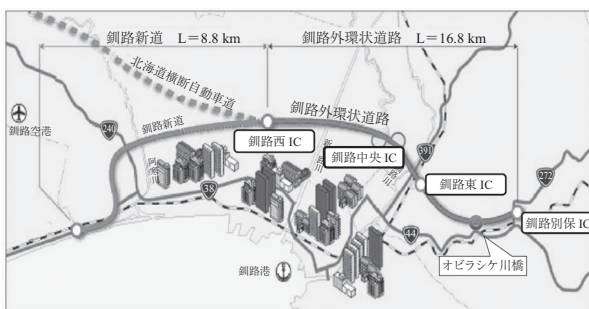 釧路新道 L＝8.8 km
釧路外環状道路 L＝16.8 km
北海道横断自動車道
釧路外環状道路
釧路空港
240
釧路新道
阿寒川
釧路西 IC
釧路中央 IC
391
釧路東 IC
272
38
釧路別保 IC
44
オビラシケ川橋
釧路港